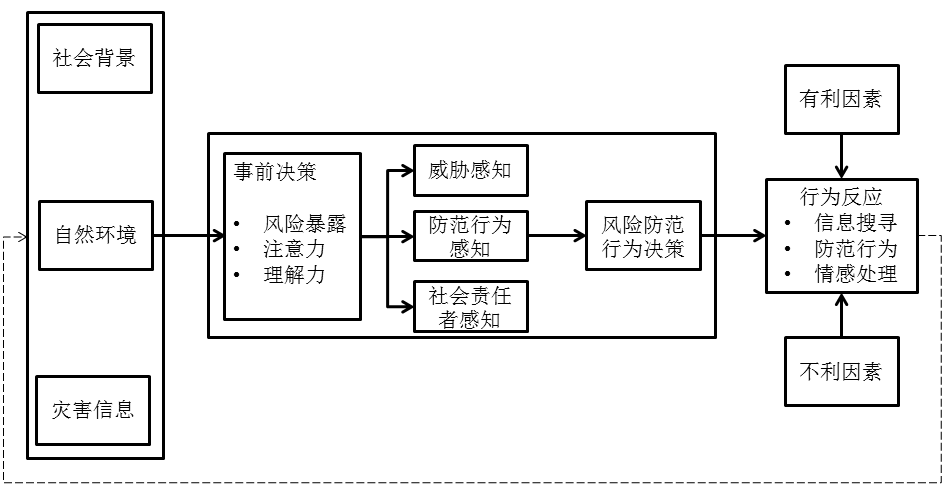 社会背景
自然环境
灾害信息
事前决策
• 风险暴露
• 注意力
• 理解力
威胁感知
防范行为
感知
社会责任
者感知
风险防范
行为决策
有利因素
行为反应
• 信息搜寻
• 防范行为
• 情感处理
不利因素